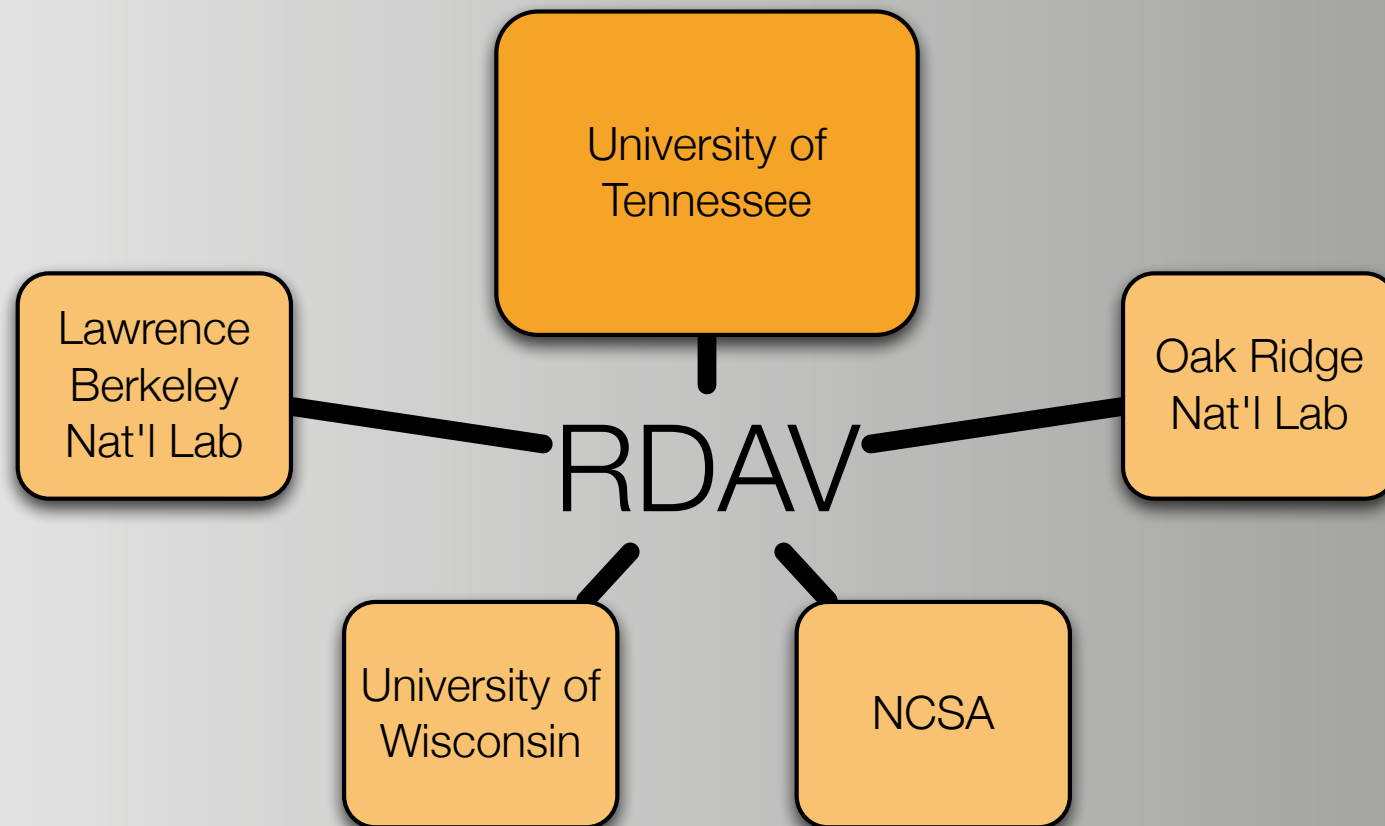 University of
Tennessee
Lawrence
Berkeley
Nat'l Lab
Oak Ridge
Nat'l Lab
RDAV
University of
Wisconsin
NCSA